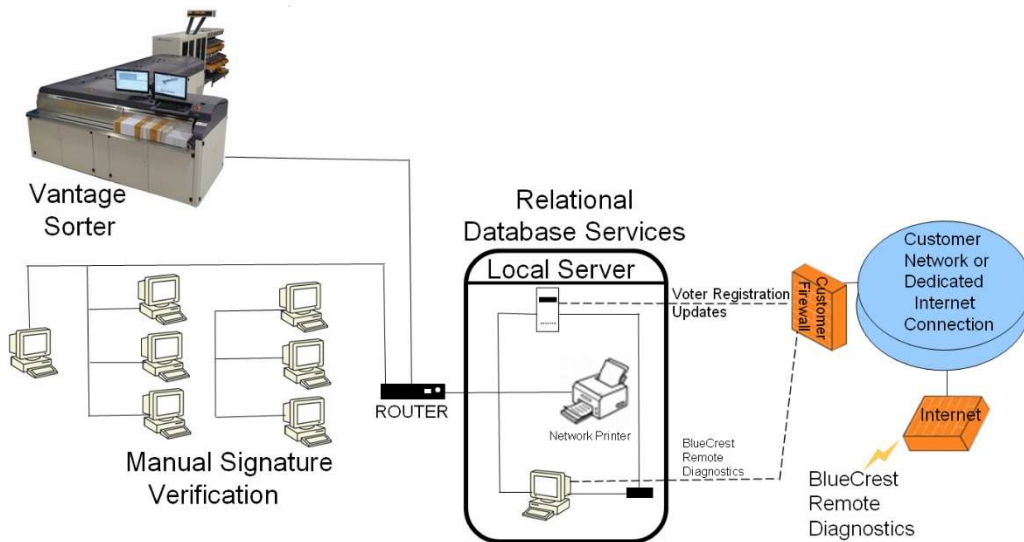 Vantage
Sorter
Relational
Database Services
Local Server
Voter Registration
Updates
Customer
Firewall
Customer
Network or
Dedicated
Internet
Connection
ROUTER
Network Printer
Internet
Manual Signature
Verification
BlueCrest
Remote
Diagnostics
BlueCrest
Remote
Diagnostics